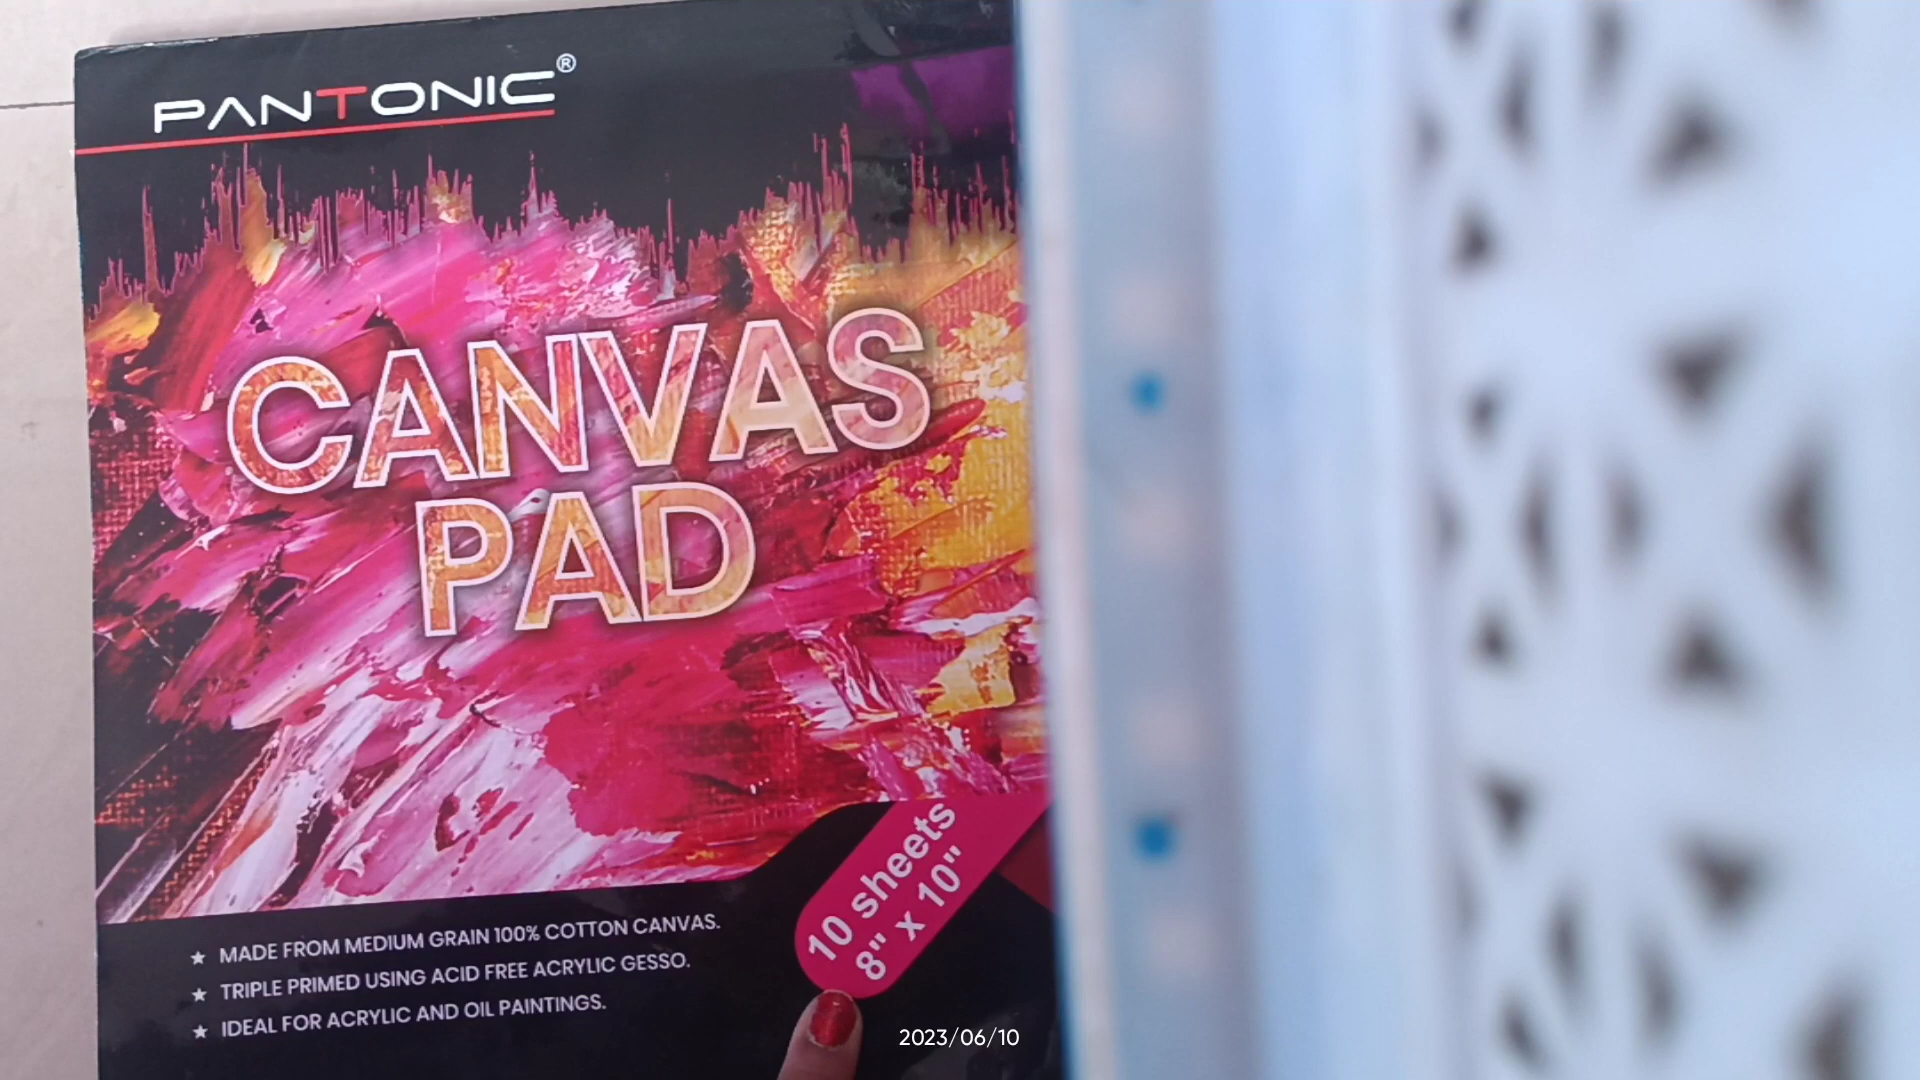 PANTONIC®
CANVAS
PAD
10 sheets
8" x 10"
★ MADE FROM MEDIUM GRAIN 100% COTTON CANVAS.
★ TRIPLE PRIMED USING ACID FREE ACRYLIC GESSO.
★ IDEAL FOR ACRYLIC AND OIL PAINTINGS.
2023/06/10